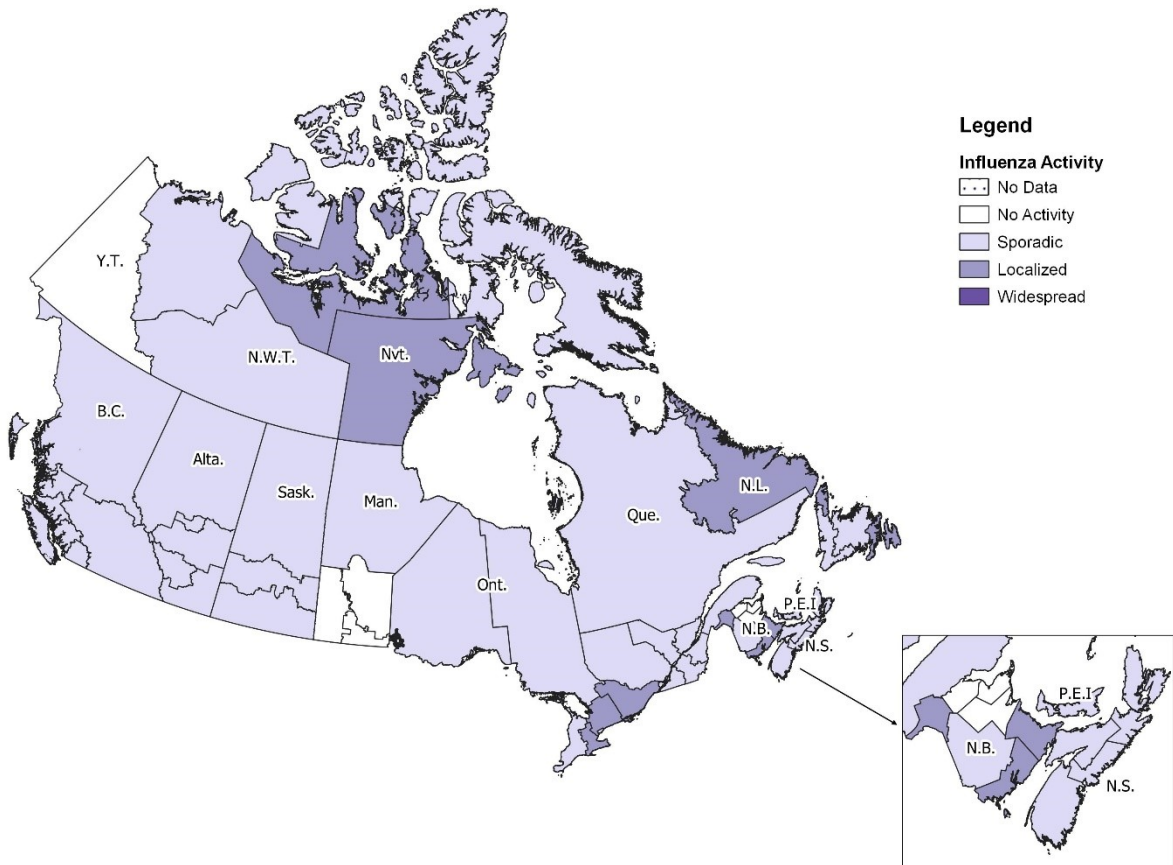 Legend
Influenza Activity
No Data
No Activity
Sporadic
Localized
Widespread
Y.T.
N.W.T.
Nvt.
B.C.
Alta.
Sask.
Man.
Ont.
Que.
N.L.
P.E.I
N.B.
N.S.
P.E.I
N.B.
N.S.